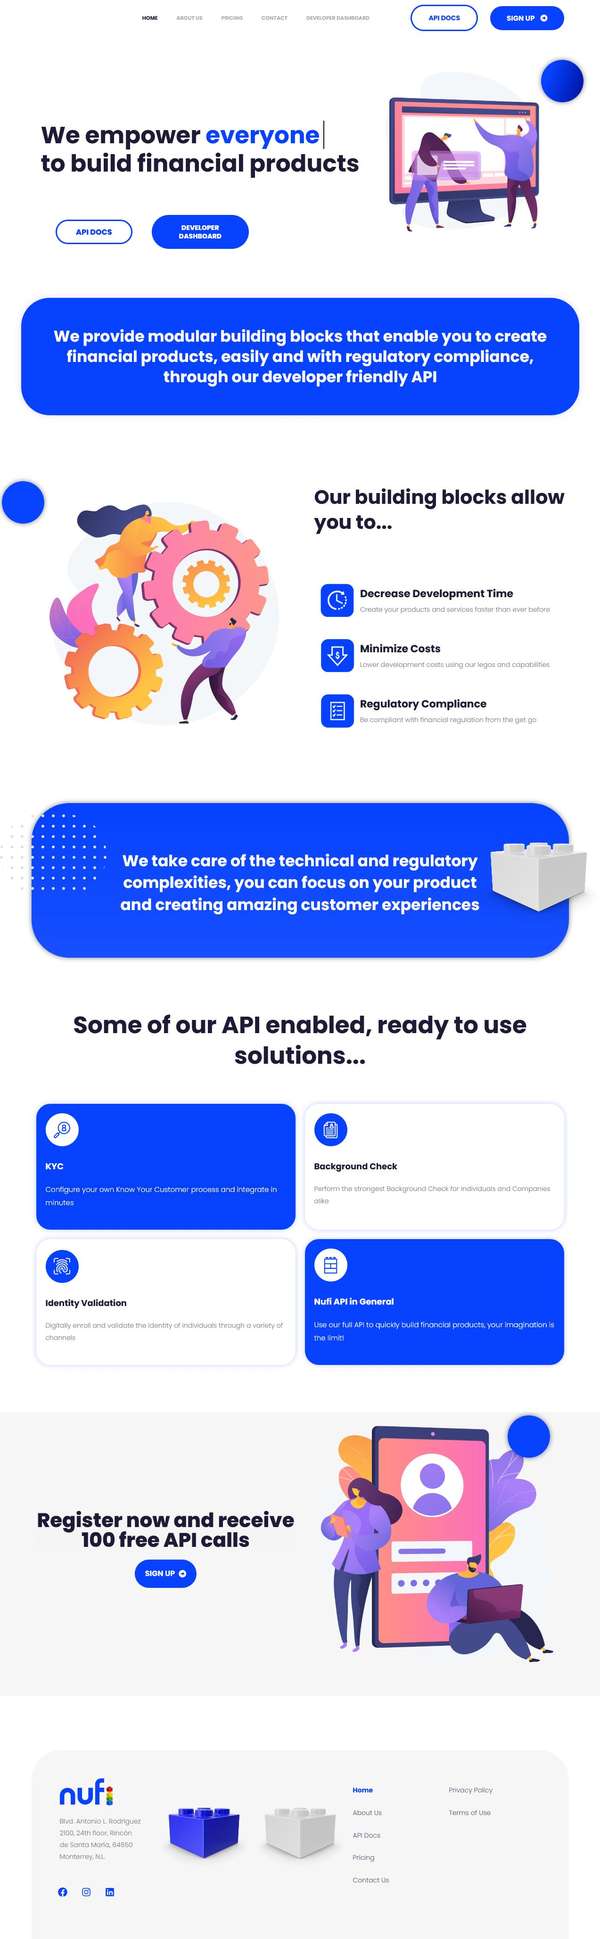 HOME ABOUT US PRICING CONTACT DEVELOPER DASHBOARD API DOCS SIGN UP
We empower everyone
to build financial products
API DOCS
DEVELOPER
DASHBOARD
We provide modular building blocks that enable you to create
financial products, easily and with regulatory compliance,
through our developer friendly API
Our building blocks allow
you to...
Decrease Development Time
Create your products and services faster than ever before
Minimize Costs
Lower development costs using our legos and capabilities
Regulatory Compliance
Be compliant with financial regulation from the get go
We take care of the technical and regulatory
complexities, you can focus on your product
and creating amazing customer experiences
Some of our API enabled, ready to use
solutions...
KYC
Configure your own Know Your Customer process and integrate in
minutes
Background Check
Perform the strongest Background Check for Individuals and Companies
alike
Identity Validation
Digitally enroll and validate the identity of individuals through a variety of
channels
Nufi API in General
Use our full API to quickly build financial products, your imagination is
the limit!
Register now and receive
100 free API calls
SIGN UP
nufi
Blvd. Antonio L. Rodríguez
2100, 24th floor, Rincón
de Santa María, 64650
Monterrey, N.L.
Home
About Us
API Docs
Pricing
Contact Us
Privacy Policy
Terms of Use